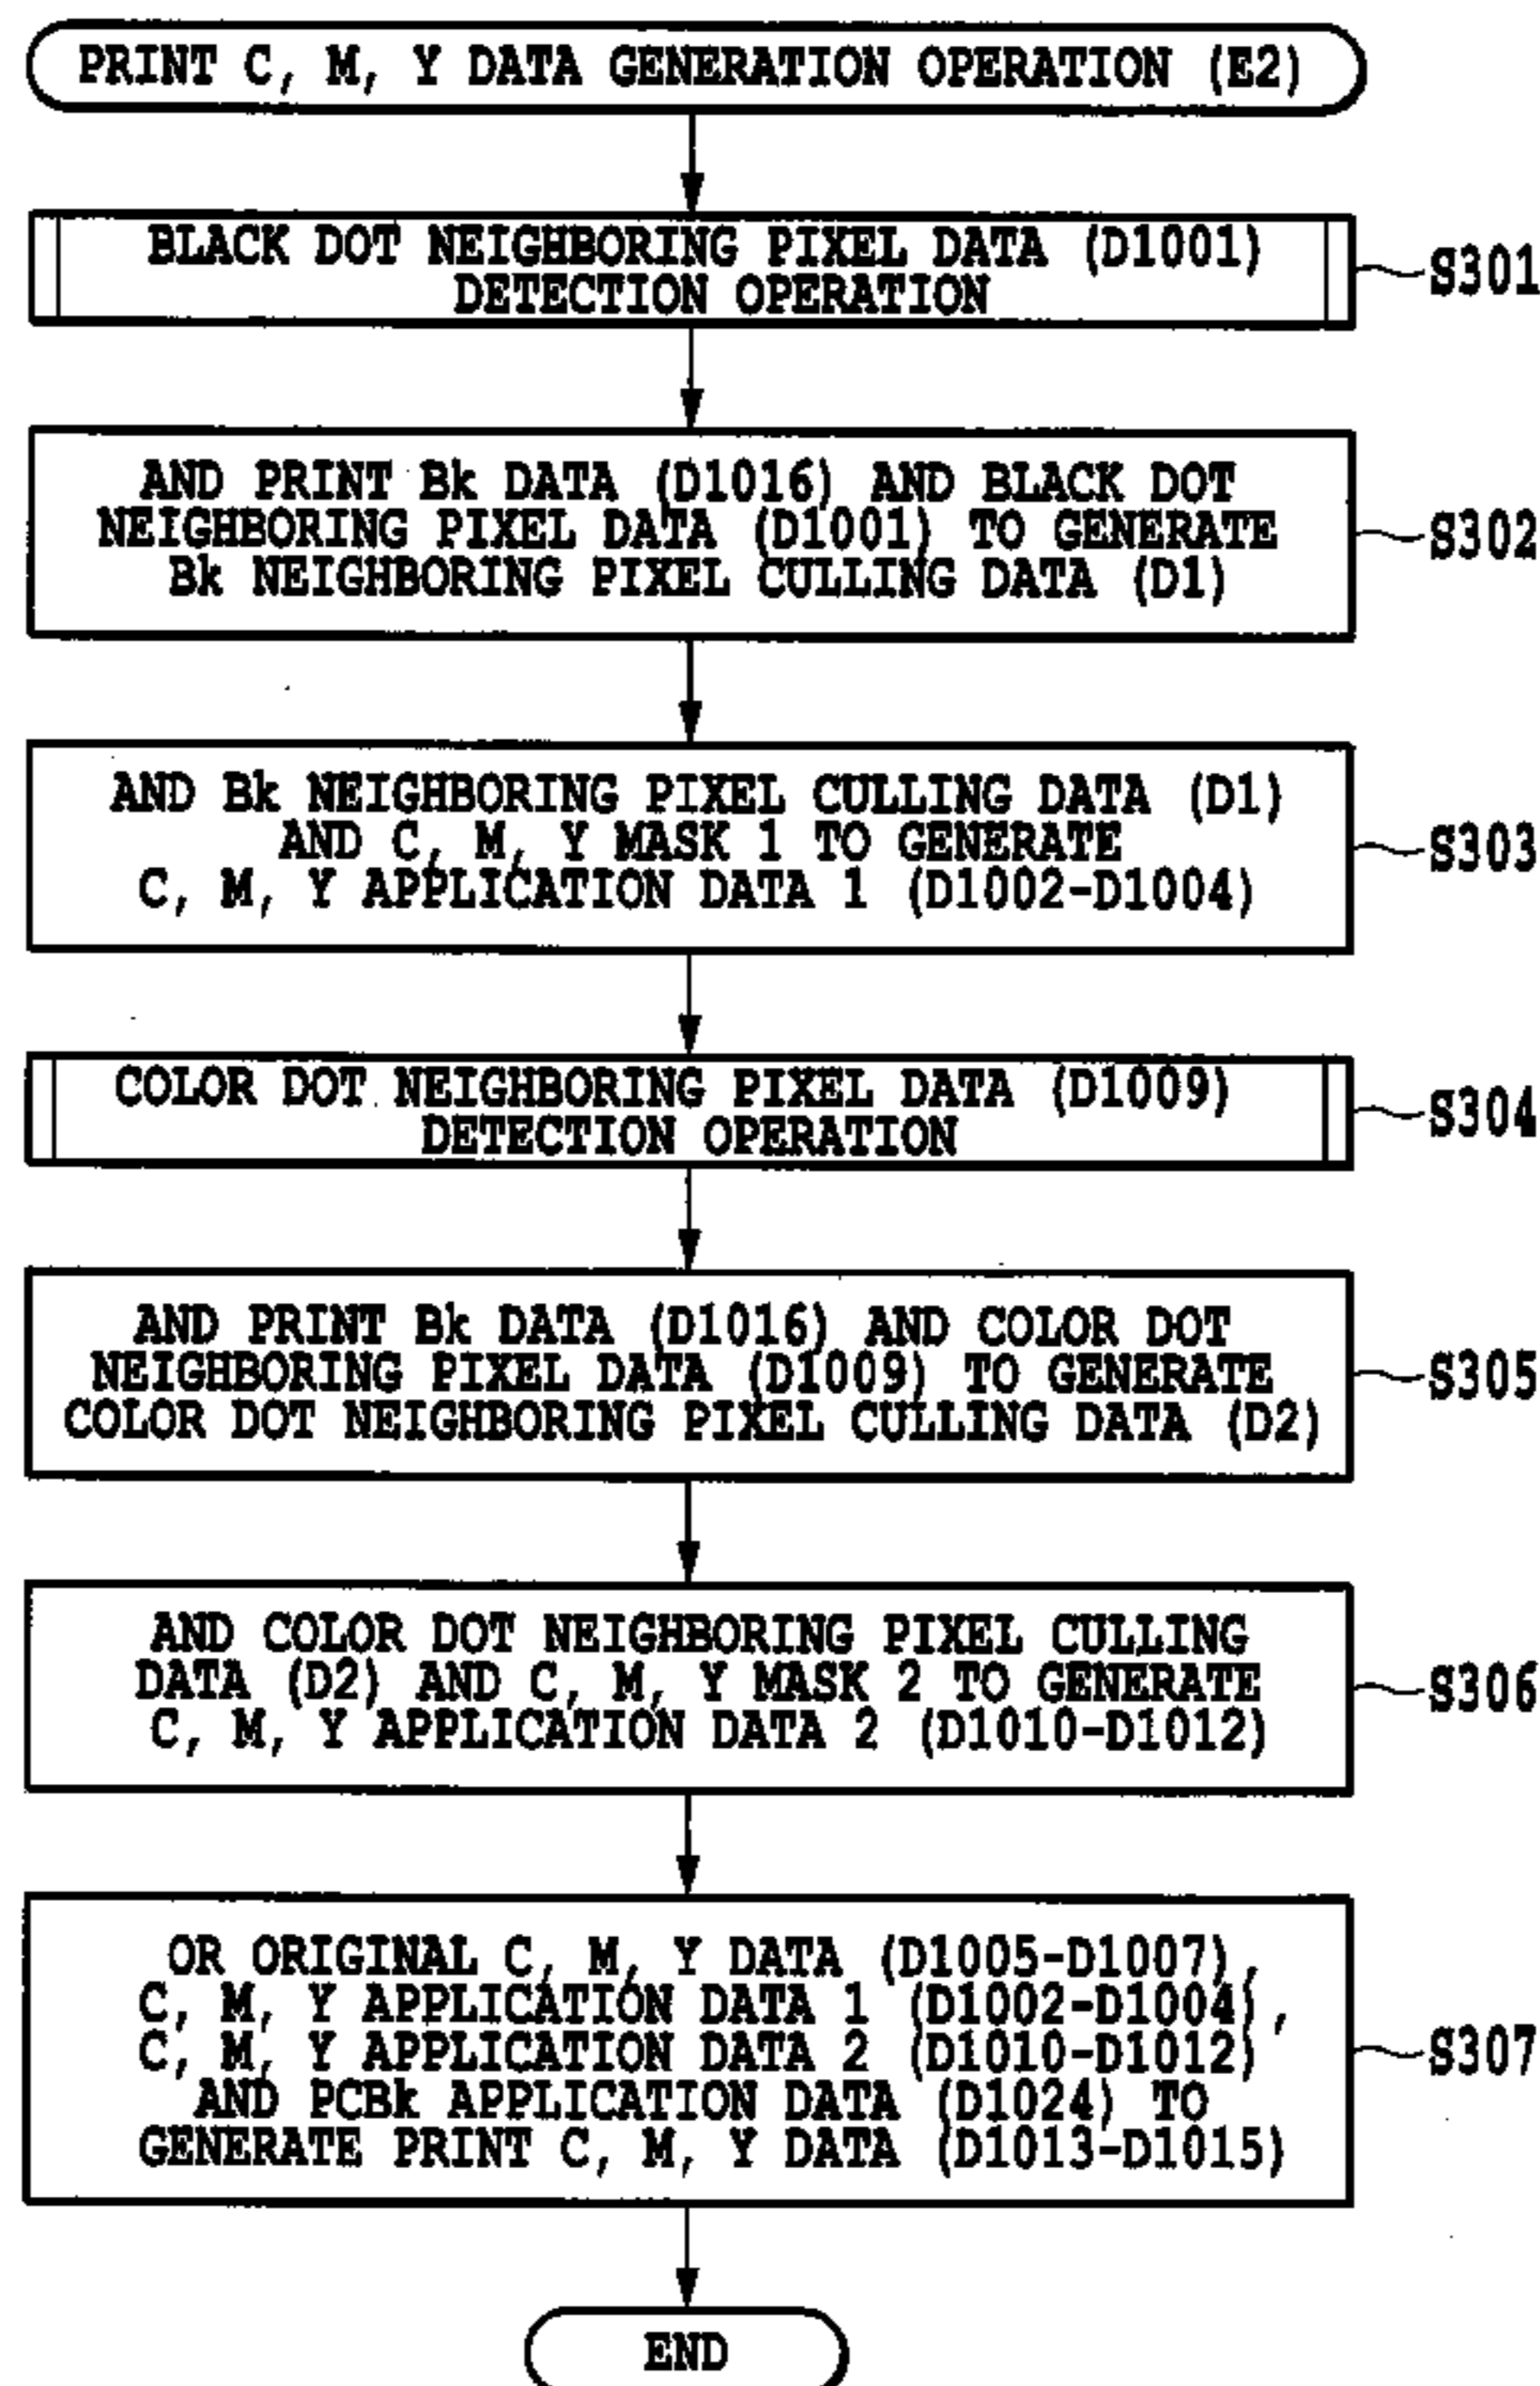 PRINT C, M, Y DATA GENERATION OPERATION (E2)
BLACK DOT NEIGHBORING PIXEL DATA (D1001)
DETECTION OPERATION
S301
AND PRINT Bk DATA (D1016) AND BLACK DOT
NEIGHBORING PIXEL DATA (D1001) TO GENERATE
Bk NEIGHBORING PIXEL CULLING DATA (D1)
S302
AND Bk NEIGHBORING PIXEL CULLING DATA (D1)
AND C, M, Y MASK 1 TO GENERATE
C, M, Y APPLICATION DATA 1 (D1002-D1004)
S303
COLOR DOT NEIGHBORING PIXEL DATA (D1009)
DETECTION OPERATION
S304
AND PRINT Bk DATA (D1016) AND COLOR DOT
NEIGHBORING PIXEL DATA (D1009) TO GENERATE
COLOR DOT NEIGHBORING PIXEL CULLING DATA (D2)
S305
AND COLOR DOT NEIGHBORING PIXEL CULLING
DATA (D2) AND C, M, Y MASK 2 TO GENERATE
C, M, Y APPLICATION DATA 2 (D1010-D1012)
S306
OR ORIGINAL C, M, Y DATA (D1005-D1007),
C, M, Y APPLICATION DATA 1 (D1002-D1004),
C, M, Y APPLICATION DATA 2 (D1010-D1012)
AND PCBk APPLICATION DATA (D1024) TO
GENERATE PRINT C, M, Y DATA (D1013-D1015)
S307
END